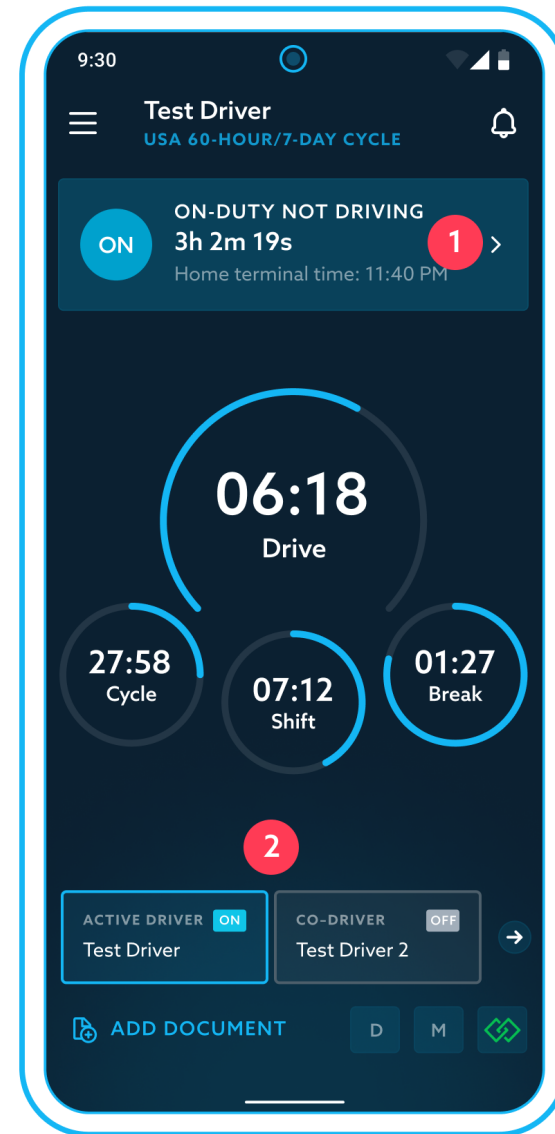 9:30
Test Driver
USA 60-HOUR/7-DAY CYCLE
ON
ON-DUTY NOT DRIVING
3h 2m 19s
1
Home terminal time: 11:40 PM
06:18
Drive
27:58
Cycle
07:12
Shift
01:27
Break
2
ACTIVE DRIVER ON
Test Driver
CO-DRIVER OFF
Test Driver 2
ADD DOCUMENT
D
M